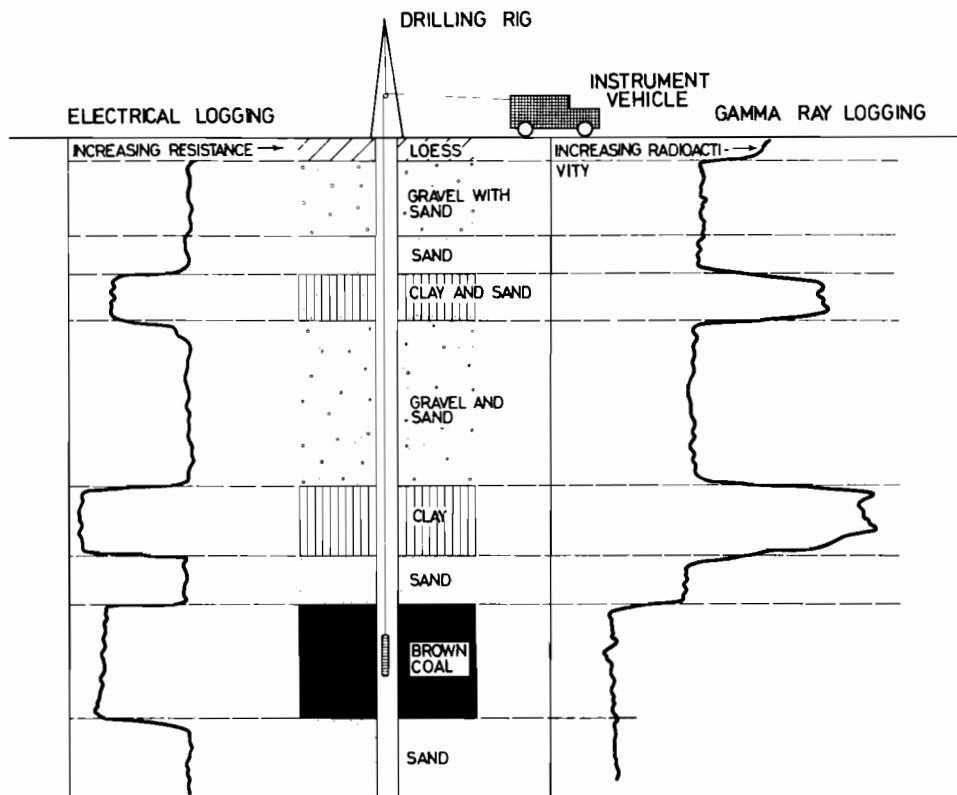 DRILLING RIG
INSTRUMENT
VEHICLE
ELECTRICAL LOGGING
GAMMA RAY LOGGING
INCREASING RESISTANCE
LOESS
INCREASING RADIOACTI-
VITY
GRAVEL WITH
SAND
SAND
CLAY AND SAND
GRAVEL AND
SAND
CLAY
SAND
BROWN
COAL
SAND